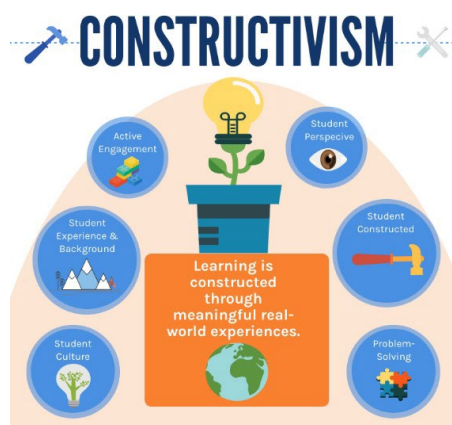 CONSTRUCTIVISM
Active
Engagement
Student
Perspecive
Student
Experience &
Background
Student
Constructed
Learning is
constructed
through
meaningful real-
world experiences.
Student
Culture
Problem-
Solving